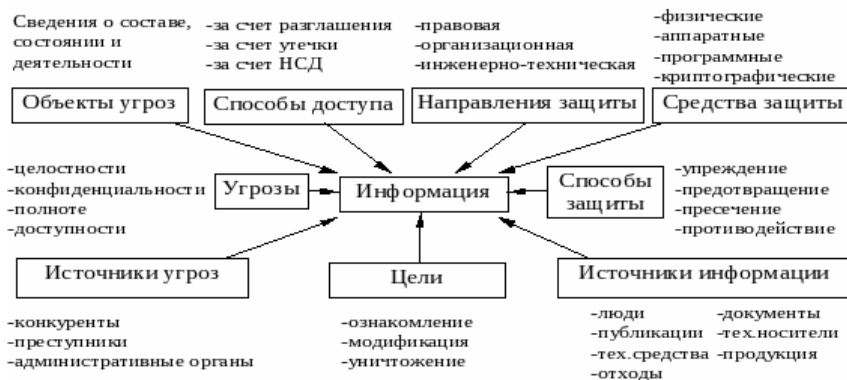 Сведения о составе,
состоянии и
деятельности
-за счет разглашения
-за счет утечки
-за счет НСД
-правовая
-организационная
-инженерно-техническая
-физические
-аппаратные
-программные
-криптографические
Объекты угроз
Способы доступа
Направления защиты
Средства защиты
-целостности
-конфиденциальности
-полноте
-доступности
Угрозы
Информация
Способы
защиты
-упреждение
-предотвращение
-пресечение
-противодействие
Источники угроз
Цели
Источники информации
-конкуренты
-преступники
-административные органы
-ознакомление
-модификация
-уничтожение
-люди
-публикации
-тех.средства
-отходы
-документы
-тех.носители
-продукция